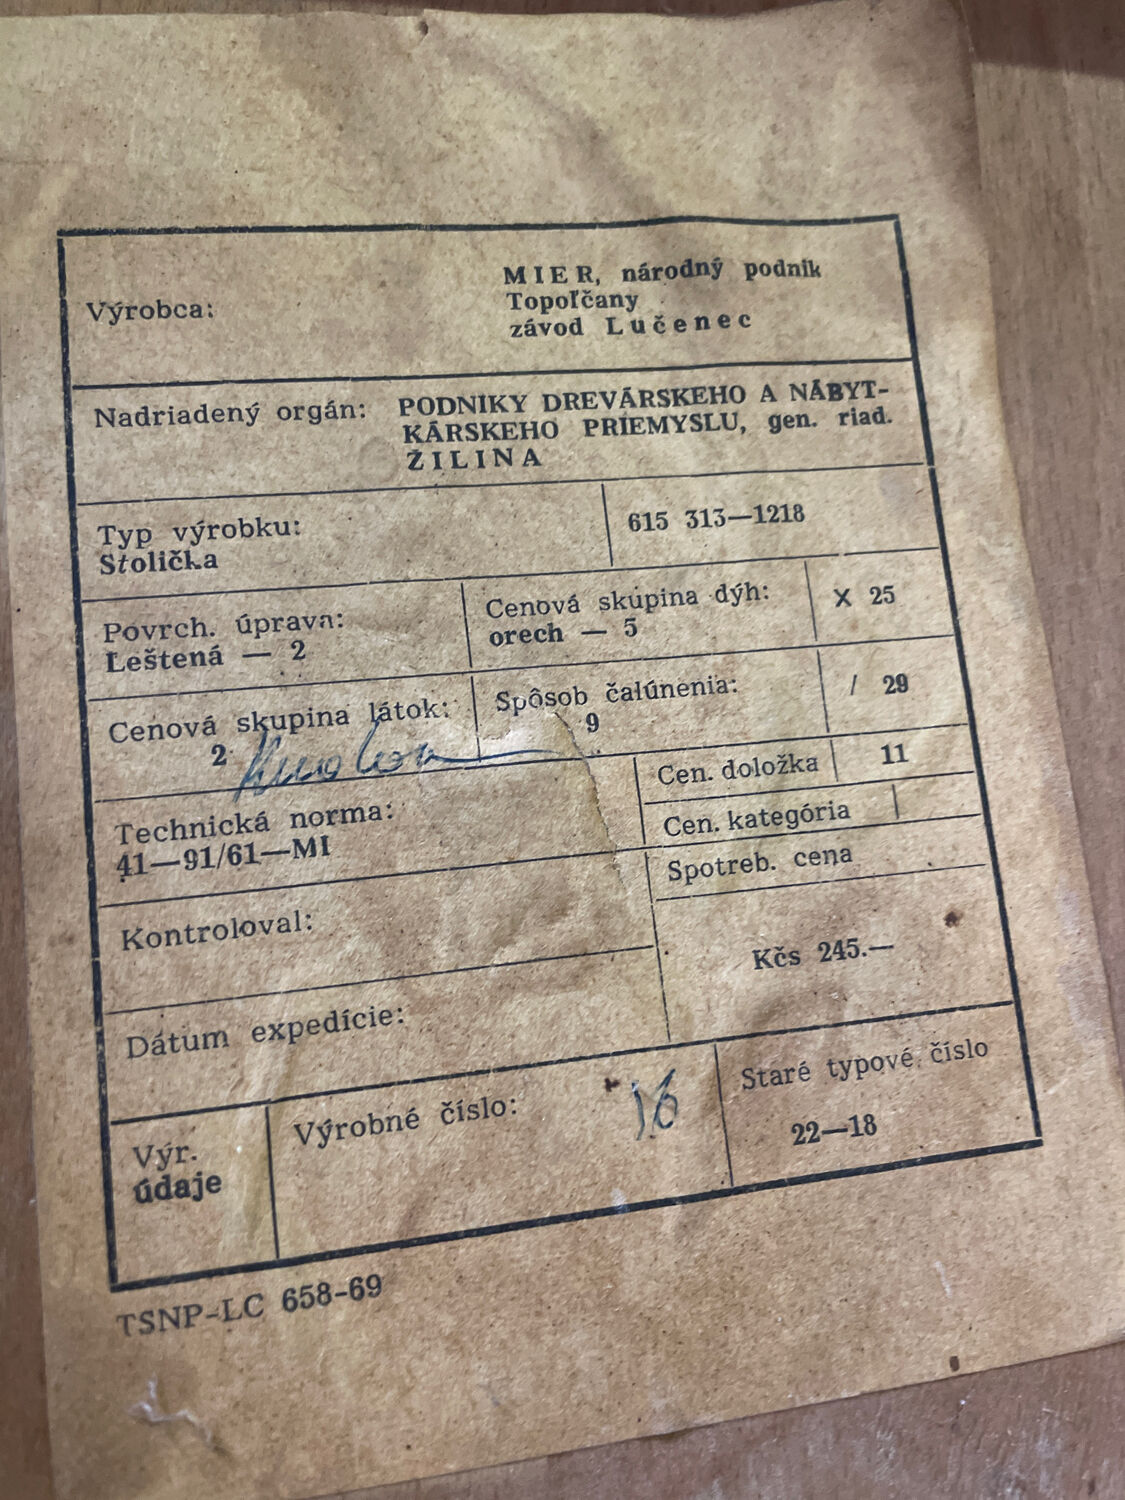 Výrobca:
MIER, národný podnik
Topoľčany
závod Lučenec
Nadriadený orgán:
PODNIKY DREVÁRSKEHO A NÁBYT-
KÁRSKEHO PRIEMYSLU, gen. riad.
ŽILINA
Typ výrobku:
Stolička
615 313—1218
Povrch. úprava:
Leštená — 2
Cenová skupina dýh:
orech — 5
X 25
Cenová skupina látok:
2
Spôsob čalúnenia:
9
/ 29
Technická norma:
41—91/61—MI
Cen. doložka
11
Cen. kategória
Spotreb. cena
Kčs 245.—
Kontroloval:
Dátum expedície:
Výr.
údaje
Výrobné číslo:
16
Staré typové číslo
22—18
TSNP-LC 658-69